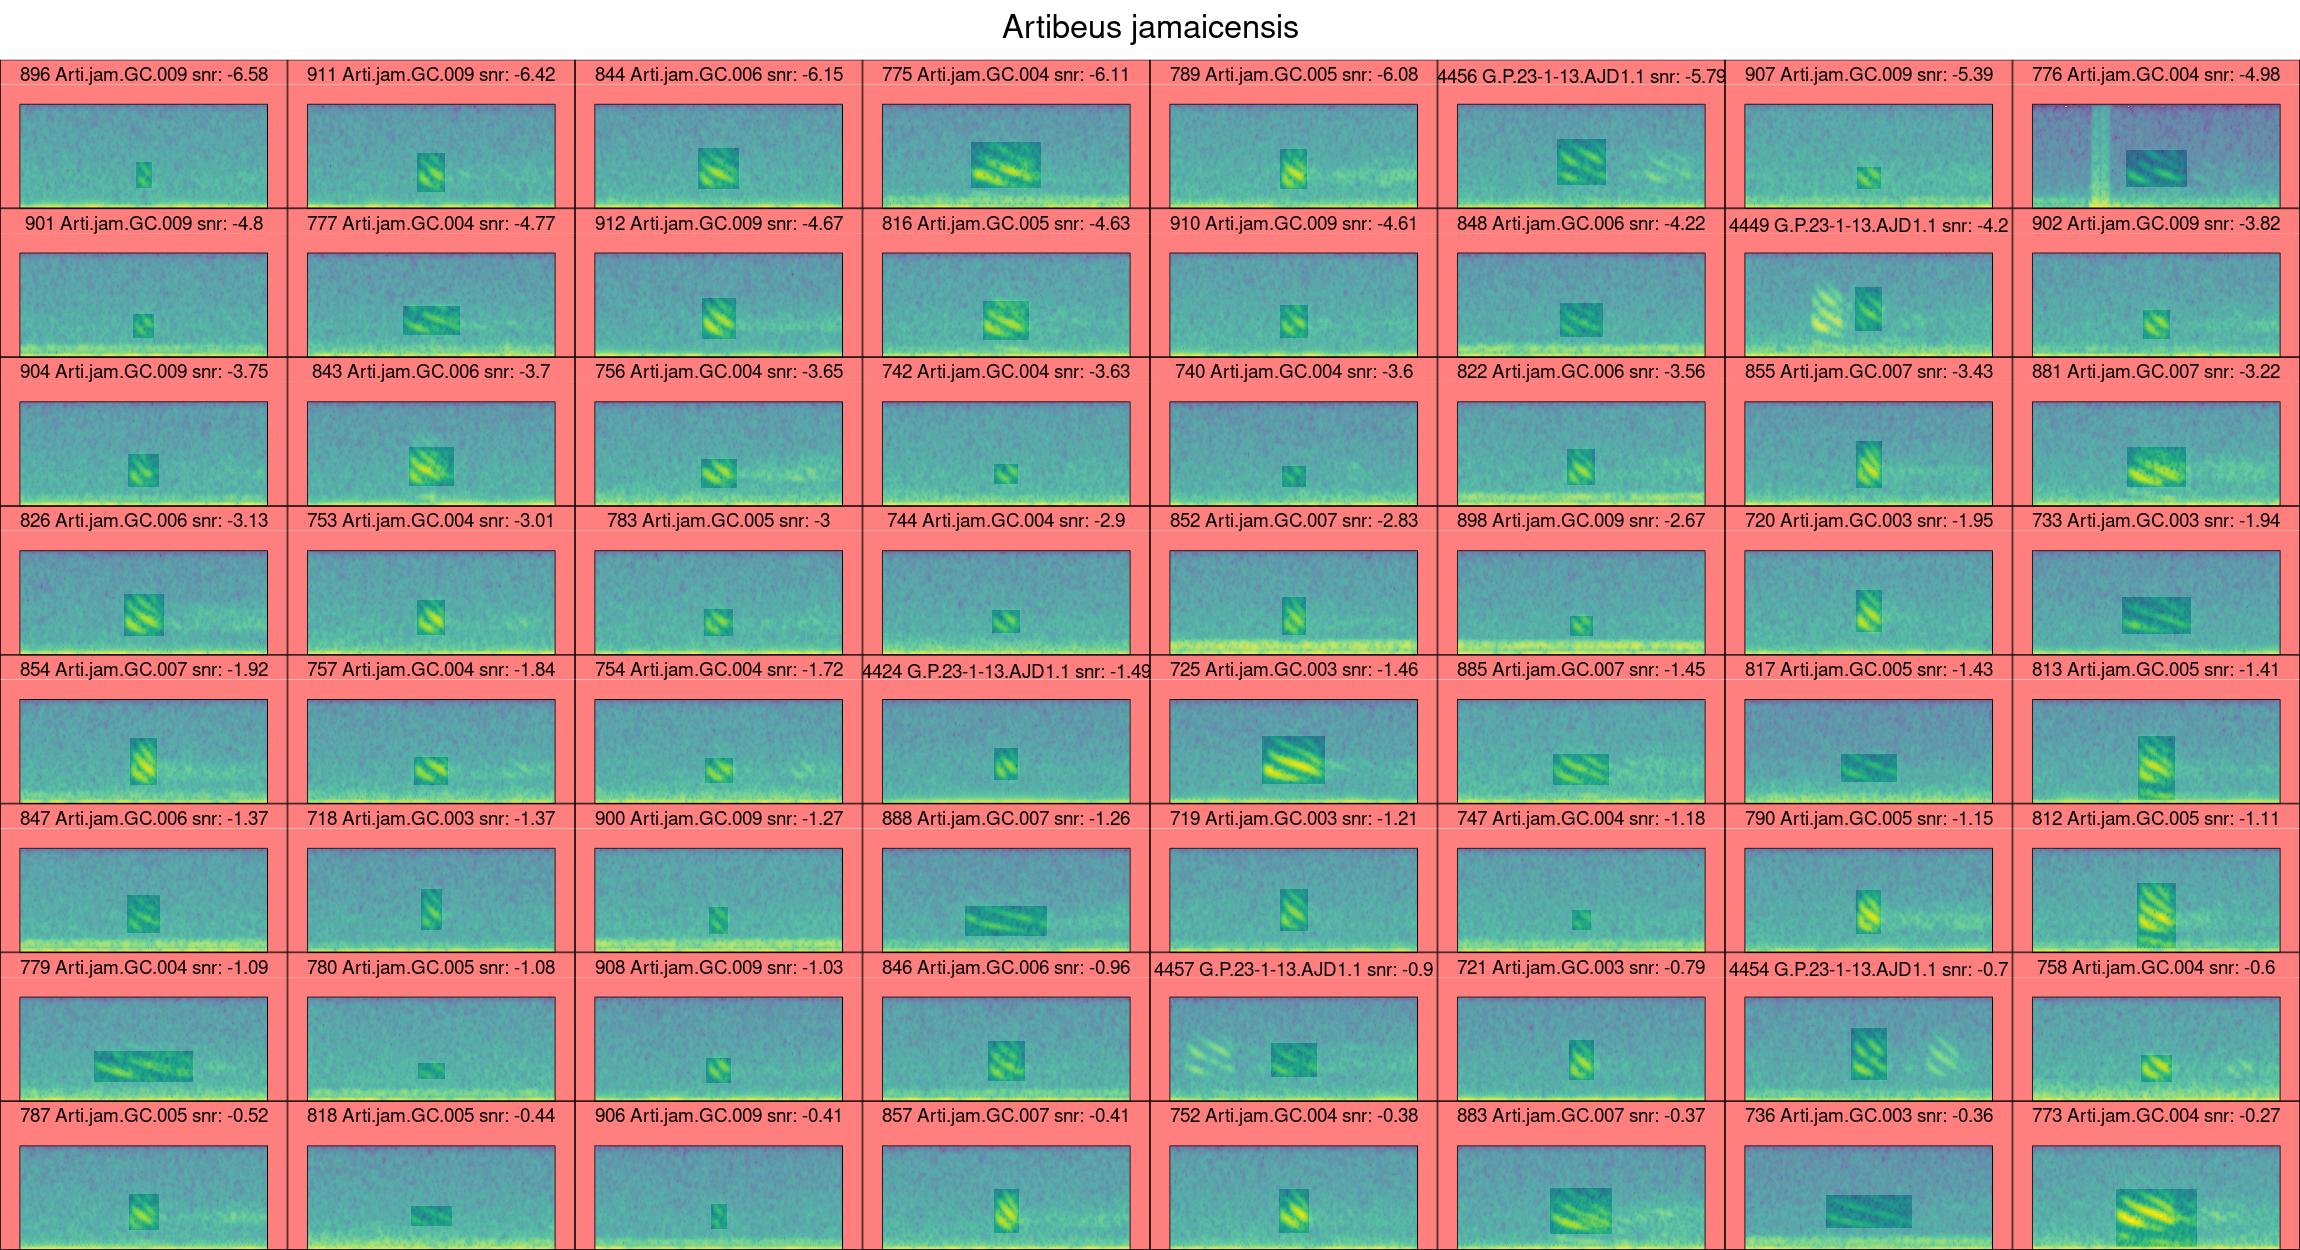 Artibeus jamaicensis
896 Arti.jam.GC.009 snr: -6.58
911 Arti.jam.GC.009 snr: -6.42
844 Arti.jam.GC.006 snr: -6.15
775 Arti.jam.GC.004 snr: -6.11
789 Arti.jam.GC.005 snr: -6.08
4456 G.P.23-1-13.AJD1.1 snr: -5.79
907 Arti.jam.GC.009 snr: -5.39
776 Arti.jam.GC.004 snr: -4.98
901 Arti.jam.GC.009 snr: -4.8
777 Arti.jam.GC.004 snr: -4.77
912 Arti.jam.GC.009 snr: -4.67
816 Arti.jam.GC.005 snr: -4.63
910 Arti.jam.GC.009 snr: -4.61
848 Arti.jam.GC.006 snr: -4.22
4449 G.P.23-1-13.AJD1.1 snr: -4.2
902 Arti.jam.GC.009 snr: -3.82
904 Arti.jam.GC.009 snr: -3.75
843 Arti.jam.GC.006 snr: -3.7
756 Arti.jam.GC.004 snr: -3.65
742 Arti.jam.GC.004 snr: -3.63
740 Arti.jam.GC.004 snr: -3.6
822 Arti.jam.GC.006 snr: -3.56
855 Arti.jam.GC.007 snr: -3.43
881 Arti.jam.GC.007 snr: -3.22
826 Arti.jam.GC.006 snr: -3.13
753 Arti.jam.GC.004 snr: -3.01
783 Arti.jam.GC.005 snr: -3
744 Arti.jam.GC.004 snr: -2.9
852 Arti.jam.GC.007 snr: -2.83
898 Arti.jam.GC.009 snr: -2.67
720 Arti.jam.GC.003 snr: -1.95
733 Arti.jam.GC.003 snr: -1.94
854 Arti.jam.GC.007 snr: -1.92
757 Arti.jam.GC.004 snr: -1.84
754 Arti.jam.GC.004 snr: -1.72
4424 G.P.23-1-13.AJD1.1 snr: -1.49
725 Arti.jam.GC.003 snr: -1.46
885 Arti.jam.GC.007 snr: -1.45
817 Arti.jam.GC.005 snr: -1.43
813 Arti.jam.GC.005 snr: -1.41
847 Arti.jam.GC.006 snr: -1.37
718 Arti.jam.GC.003 snr: -1.37
900 Arti.jam.GC.009 snr: -1.27
888 Arti.jam.GC.007 snr: -1.26
719 Arti.jam.GC.003 snr: -1.21
747 Arti.jam.GC.004 snr: -1.18
790 Arti.jam.GC.005 snr: -1.15
812 Arti.jam.GC.005 snr: -1.11
779 Arti.jam.GC.004 snr: -1.09
780 Arti.jam.GC.005 snr: -1.08
908 Arti.jam.GC.009 snr: -1.03
846 Arti.jam.GC.006 snr: -0.96
4457 G.P.23-1-13.AJD1.1 snr: -0.9
721 Arti.jam.GC.003 snr: -0.79
4454 G.P.23-1-13.AJD1.1 snr: -0.7
758 Arti.jam.GC.004 snr: -0.6
787 Arti.jam.GC.005 snr: -0.52
818 Arti.jam.GC.005 snr: -0.44
906 Arti.jam.GC.009 snr: -0.41
857 Arti.jam.GC.007 snr: -0.41
752 Arti.jam.GC.004 snr: -0.38
883 Arti.jam.GC.007 snr: -0.37
736 Arti.jam.GC.003 snr: -0.36
773 Arti.jam.GC.004 snr: -0.27